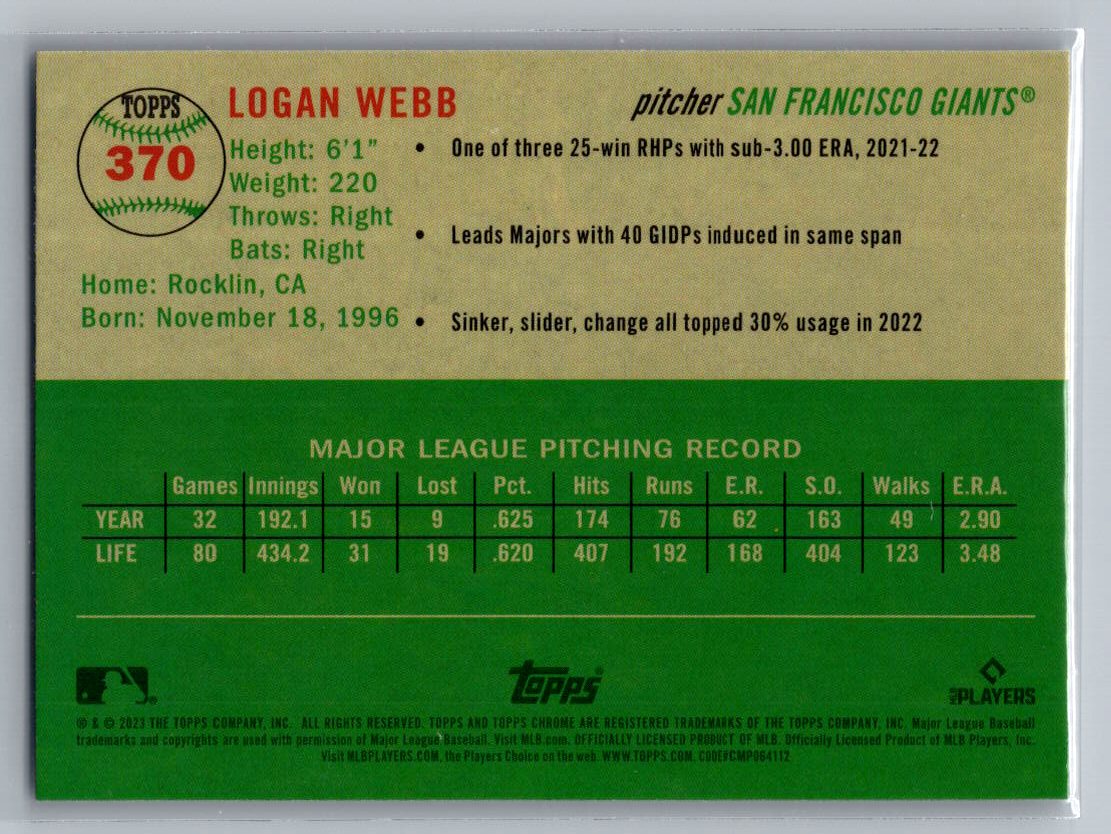 TOPPS
370
LOGAN WEBB
pitcher SAN FRANCISCO GIANTS®
Height: 6'1"
Weight: 220
Throws: Right
Bats: Right
Home: Rocklin, CA
Born: November 18, 1996
• One of three 25-win RHPs with sub-3.00 ERA, 2021-22
• Leads Majors with 40 GIDPs induced in same span
• Sinker, slider, change all topped 30% usage in 2022
MAJOR LEAGUE PITCHING RECORD
Games Innings Won Lost Pct. Hits Runs E.R. S.O. Walks E.R.A.
YEAR 32 192.1 15 9 .625 174 76 62 163 49 2.90
LIFE 80 434.2 31 19 .620 407 192 168 404 123 3.48
topps®
MLB PLAYERS
® & © 2023 THE TOPPS COMPANY, INC. ALL RIGHTS RESERVED. TOPPS AND TOPPS CHROME ARE REGISTERED TRADEMARKS OF THE TOPPS COMPANY, INC. Major League Baseball
trademarks and copyrights are used with permission of Major League Baseball. Visit MLB.com. OFFICIALLY LICENSED PRODUCT OF MLB. Officially Licensed Product of MLB Players, Inc.
Visit MLBPLAYERS.COM, the Players Choice on the web. WWW.TOPPS.COM. CODE#CMP064112